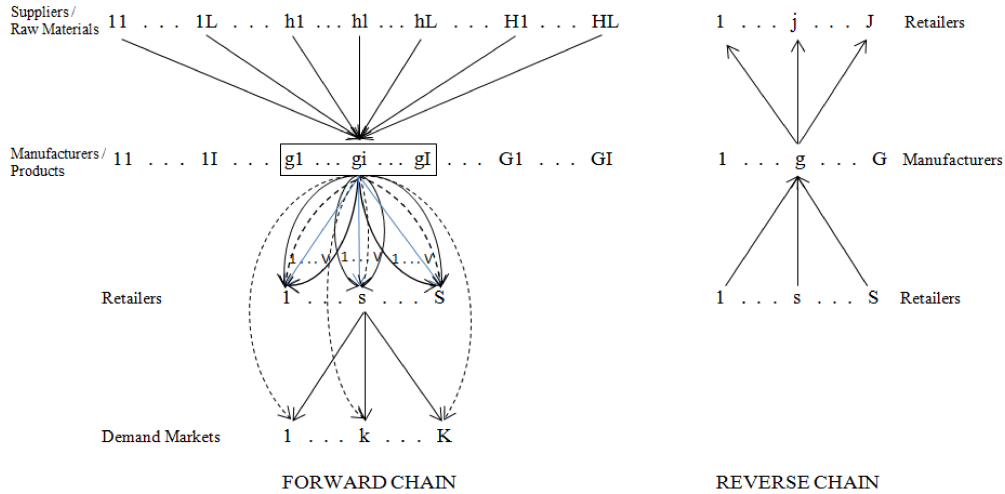 Suppliers / Raw Materials 11 . . . 1L . . . h1 . . . hl . . . hL . . . H1 . . . HL
1 . . . j . . . J Retailers
Manufacturers / Products 11 . . . 1I . . . g1 ... gi ... gI . . . G1 . . . GI
1 . . . g . . . G Manufacturers
1 ... V 1 ... V 1 ... V
Retailers 1 . . . s . . . S
1 . . . s . . . S Retailers
Demand Markets 1 . . . k . . . K
FORWARD CHAIN
REVERSE CHAIN